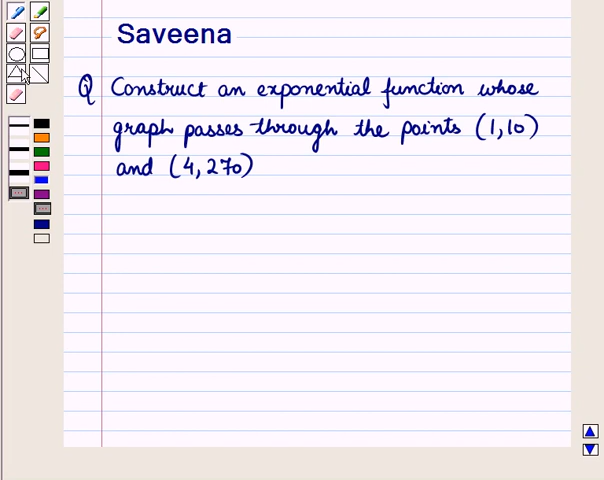 Saveena
Q Construct an exponential function whose
graph passes through the points (1,10)
and (4,270)